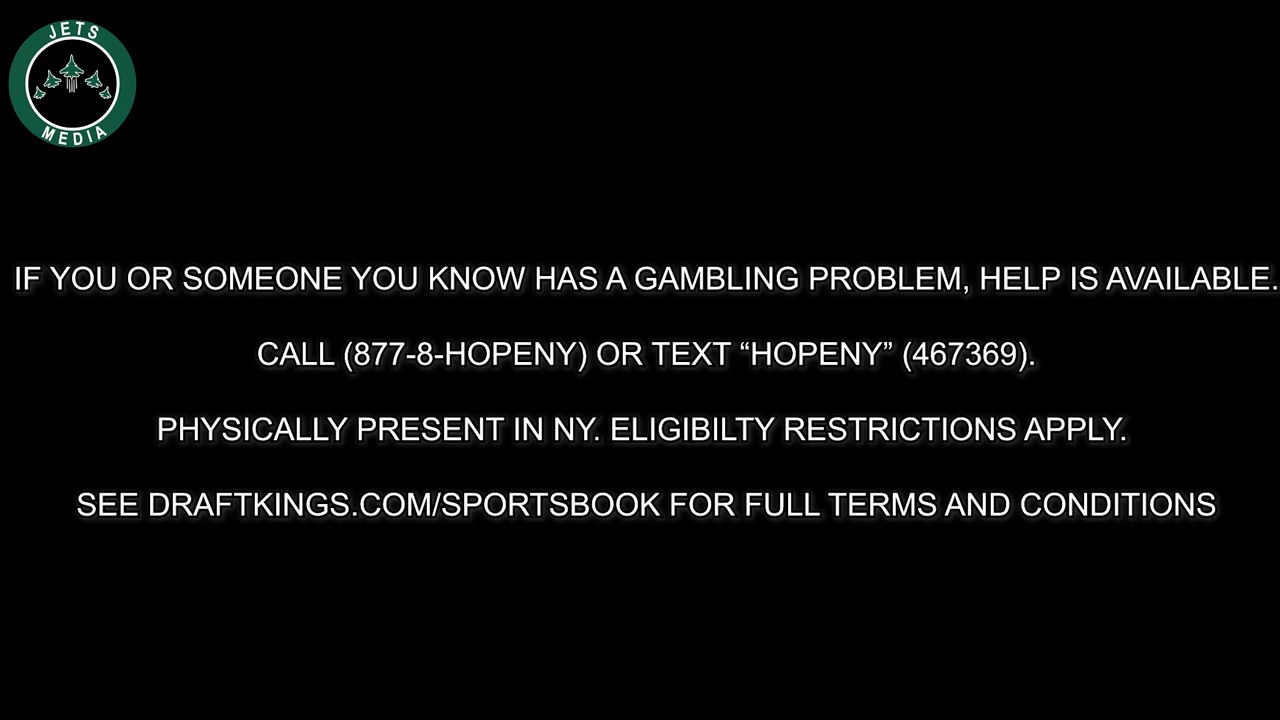 JETS
MEDIA
IF YOU OR SOMEONE YOU KNOW HAS A GAMBLING PROBLEM, HELP IS AVAILABLE.
CALL (877-8-HOPENY) OR TEXT “HOPENY” (467369).
PHYSICALLY PRESENT IN NY. ELIGIBILTY RESTRICTIONS APPLY.
SEE DRAFTKINGS.COM/SPORTSBOOK FOR FULL TERMS AND CONDITIONS